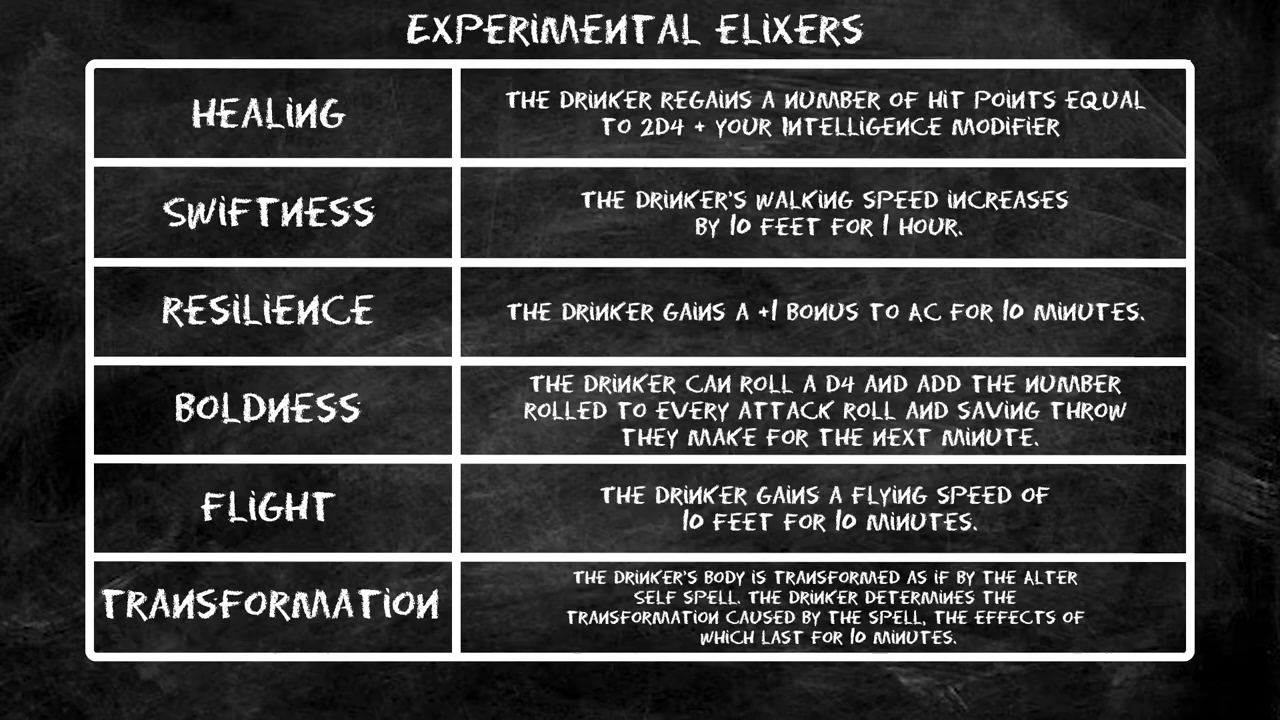 EXPERIMENTAL ELIXERS
HEALING
THE DRINKER REGAINS A NUMBER OF HIT POINTS EQUAL
TO 2D4 + YOUR INTELLIGENCE MODIFIER
SWIFTNESS
THE DRINKER'S WALKING SPEED INCREASES
BY 10 FEET FOR 1 HOUR.
RESILIENCE
THE DRINKER GAINS A +1 BONUS TO AC FOR 10 MINUTES.
BOLDNESS
THE DRINKER CAN ROLL A D4 AND ADD THE NUMBER
ROLLED TO EVERY ATTACK ROLL AND SAVING THROW
THEY MAKE FOR THE NEXT MINUTE.
FLIGHT
THE DRINKER GAINS A FLYING SPEED OF
10 FEET FOR 10 MINUTES.
TRANSFORMATION
THE DRINKER'S BODY IS TRANSFORMED AS IF BY THE ALTER
SELF SPELL. THE DRINKER DETERMINES THE
TRANSFORMATION CAUSED BY THE SPELL, THE EFFECTS OF
WHICH LAST FOR 10 MINUTES.